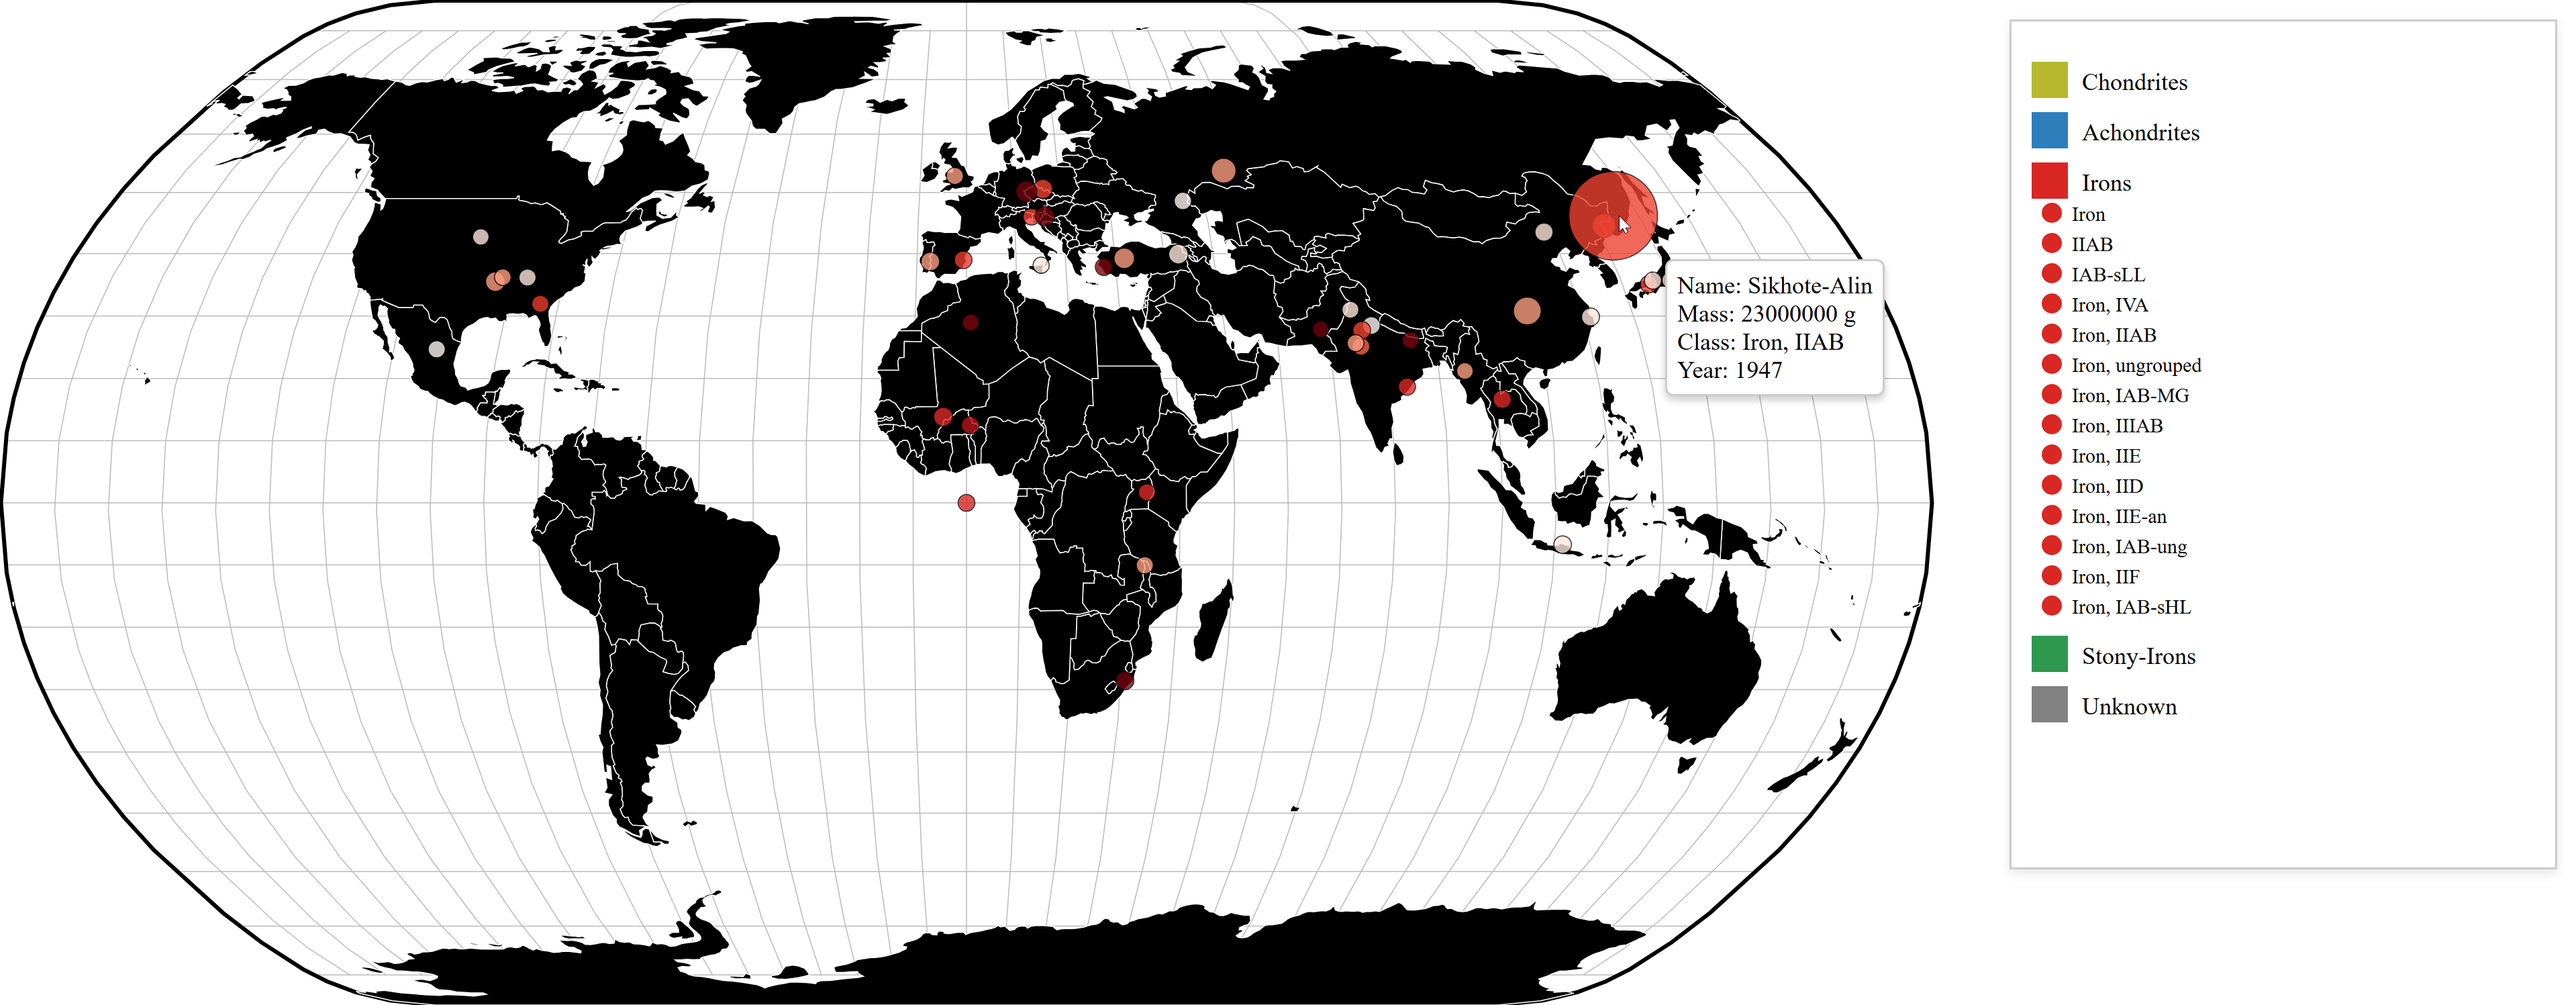 Name: Sikhote-Alin
Mass: 23000000 g
Class: Iron, IIAB
Year: 1947
Chondrites
Achondrites
Irons
Iron
IIAB
IAB-sLL
Iron, IVA
Iron, IIAB
Iron, ungrouped
Iron, IAB-MG
Iron, IIIAB
Iron, IIE
Iron, IID
Iron, IIE-an
Iron, IAB-ung
Iron, IIF
Iron, IAB-sHL
Stony-Irons
Unknown